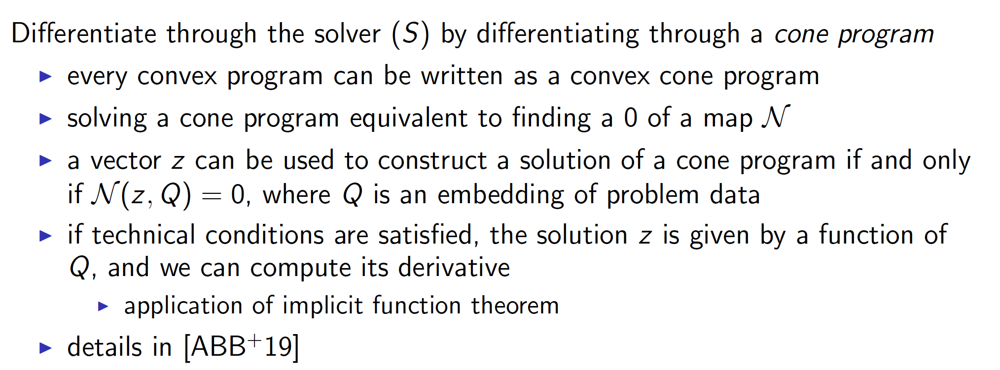 Differentiate through the solver (S) by differentiating through a cone program
▶ every convex program can be written as a convex cone program
▶ solving a cone program equivalent to finding a 0 of a map 𝒩
▶ a vector z can be used to construct a solution of a cone program if and only
if 𝒩(z, Q) = 0, where Q is an embedding of problem data
▶ if technical conditions are satisfied, the solution z is given by a function of
Q, and we can compute its derivative
▶ application of implicit function theorem
▶ details in [ABB⁺19]